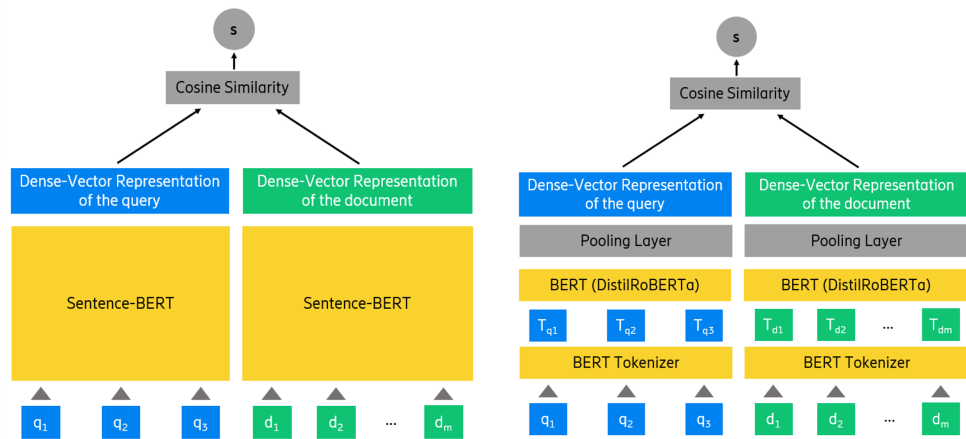 s
Cosine Similarity
Dense-Vector Representation
of the query
Dense-Vector Representation
of the document
Sentence-BERT
Sentence-BERT
q1
q2
q3
d1
d2
...
dm
s
Cosine Similarity
Dense-Vector Representation
of the query
Dense-Vector Representation
of the document
Pooling Layer
Pooling Layer
BERT (DistilRoBERTa)
BERT (DistilRoBERTa)
Tq1
Tq2
Tq3
Td1
Td2
...
Tdm
BERT Tokenizer
BERT Tokenizer
q1
q2
q3
d1
d2
...
dm